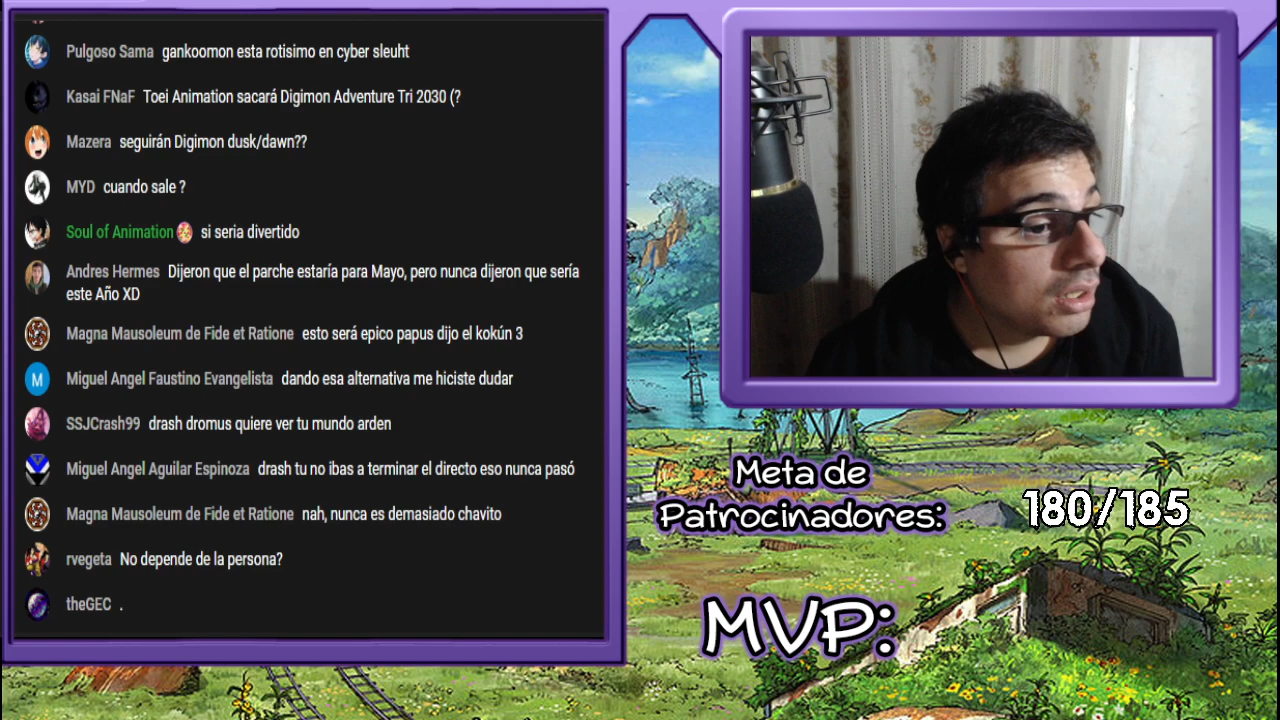 Pulgoso Sama gankoomon esta rotisimo en cyber sleuht
Kasai FNaF Toei Animation sacará Digimon Adventure Tri 2030 (?
Mazera seguirán Digimon dusk/dawn??
MYD cuando sale ?
Soul of Animation si seria divertido
Andres Hermes Dijeron que el parche estaría para Mayo, pero nunca dijeron que sería
este Año XD
Magna Mausoleum de Fide et Ratione esto será epico papus dijo el kokún 3
M Miguel Angel Faustino Evangelista dando esa alternativa me hiciste dudar
SSJCrash99 drash dromus quiere ver tu mundo arden
Miguel Angel Aguilar Espinoza drash tu no ibas a terminar el directo eso nunca pasó
Magna Mausoleum de Fide et Ratione nah, nunca es demasiado chavito
rvegeta No depende de la persona?
theGEC .
Meta de
Patrocinadores: 180/185
MVP: